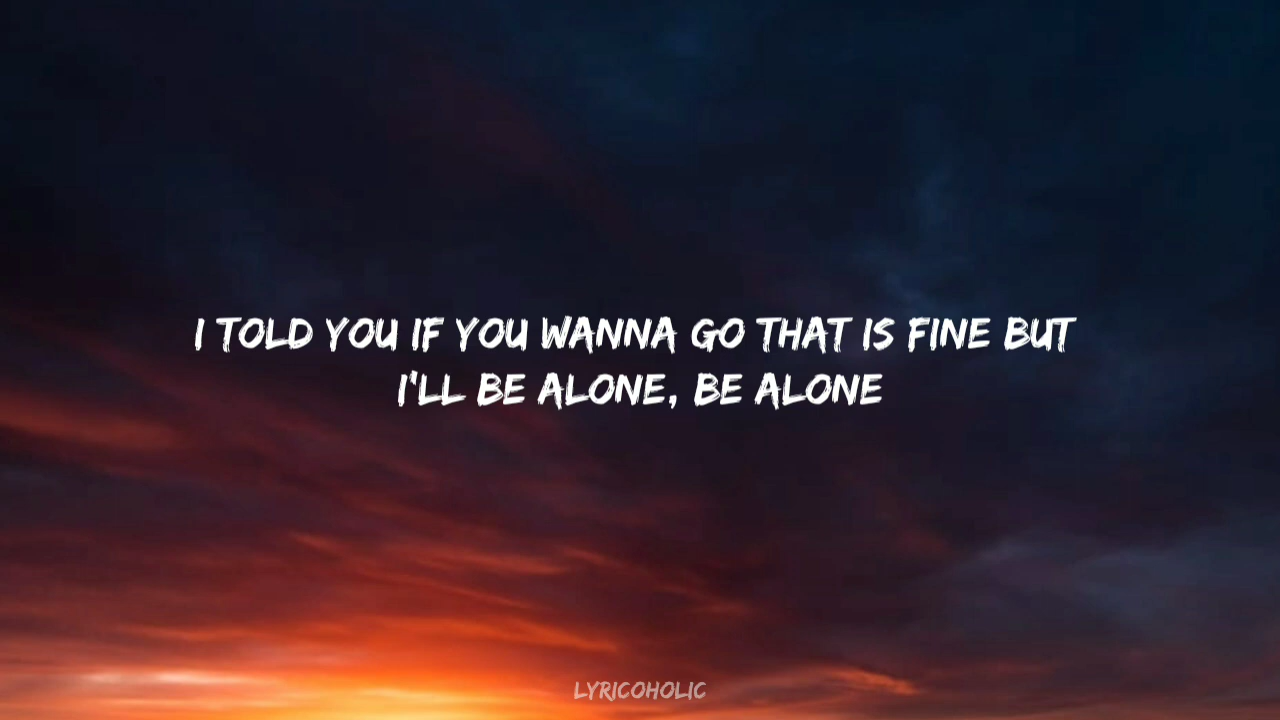 I TOLD YOU IF YOU WANNA GO THAT IS FINE BUT
I'LL BE ALONE, BE ALONE
LYRICOHOLIC